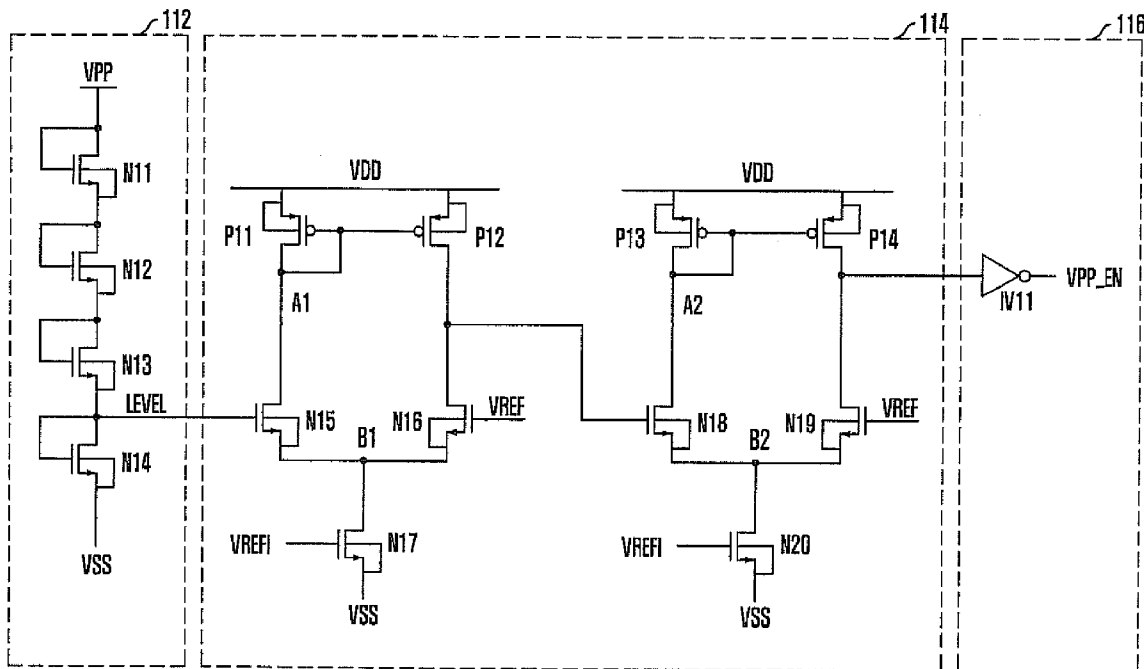 112
114
116
VPP
N11
N12
N13
LEVEL
N14
VSS
VDD
P11
P12
A1
N15
N16
VREF
B1
VREFI
N17
VSS
VDD
P13
P14
A2
N18
N19
VREF
B2
VREFI
N20
VSS
IV11
VPP_EN